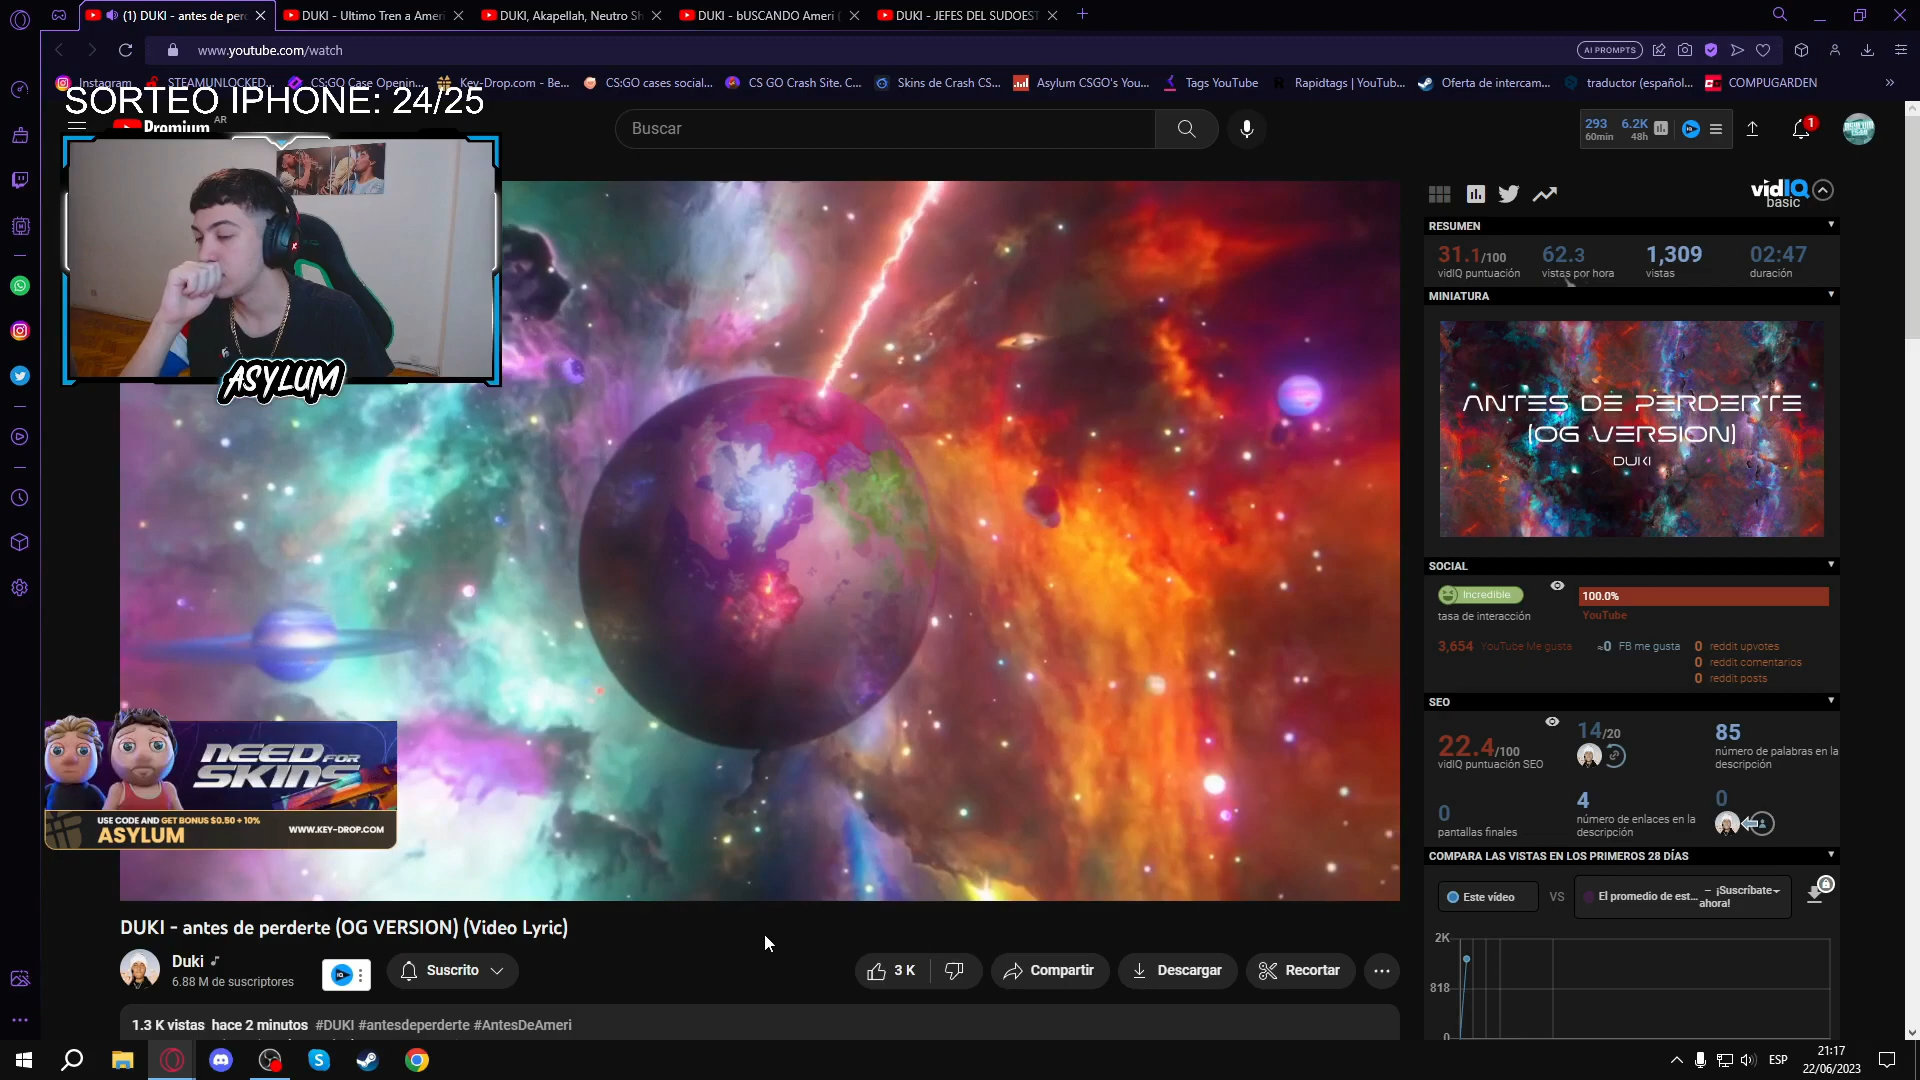 (1) DUKI - antes de per
DUKI - Ultimo Tren a Ameri
DUKI, Akapellah, Neutro Sh
DUKI - bUSCANDO Ameri (
DUKI - JEFES DEL SUDOEST
www.youtube.com/watch
AI PROMPTS
Instagram
STEAMUNLOCKED...
CS:GO Case Openin...
Key-Drop.com - Be...
CS:GO cases social...
CS GO Crash Site. C...
Skins de Crash CS...
Asylum CSGO's You...
Tags YouTube
Rapidtags | YouTub...
Oferta de intercam...
traductor (español...
COMPUGARDEN
SORTEO IPHONE: 24/25
Premium AR
Buscar
293 6.2K
60min 48h
1
ASYLUM
vidIQ
basic
RESUMEN
31.1/100 62.3 1,309 02:47
vidIQ puntuación vistas por hora vistas duración
MINIATURA
ANTES DE PERDERTE
(OG VERSION)
DUKI
SOCIAL
Incredible
100.0%
tasa de interacción
YouTube
3,654 YouTube Me gusta ≈0 FB me gusta 0 reddit upvotes
0 reddit comentarios
0 reddit posts
SEO
22.4/100
vidIQ puntuación SEO
14/20
85
número de palabras en la
descripción
0
pantallas finales
4
número de enlaces en la
descripción
0
COMPARA LAS VISTAS EN LOS PRIMEROS 28 DÍAS
Este vídeo VS El promedio de est... – ¡Suscríbate
ahora!
2K
818
0
NEED FOR
SKINS
USE CODE AND GET BONUS $0.50 + 10%
ASYLUM
WWW.KEY-DROP.COM
DUKI - antes de perderte (OG VERSION) (Video Lyric)
Duki
6.88 M de suscriptores
Suscrito
3 K
Compartir
Descargar
Recortar
1.3 K vistas hace 2 minutos #DUKI #antesdeperderte #AntesDeAmeri
ESP
21:17
22/06/2023